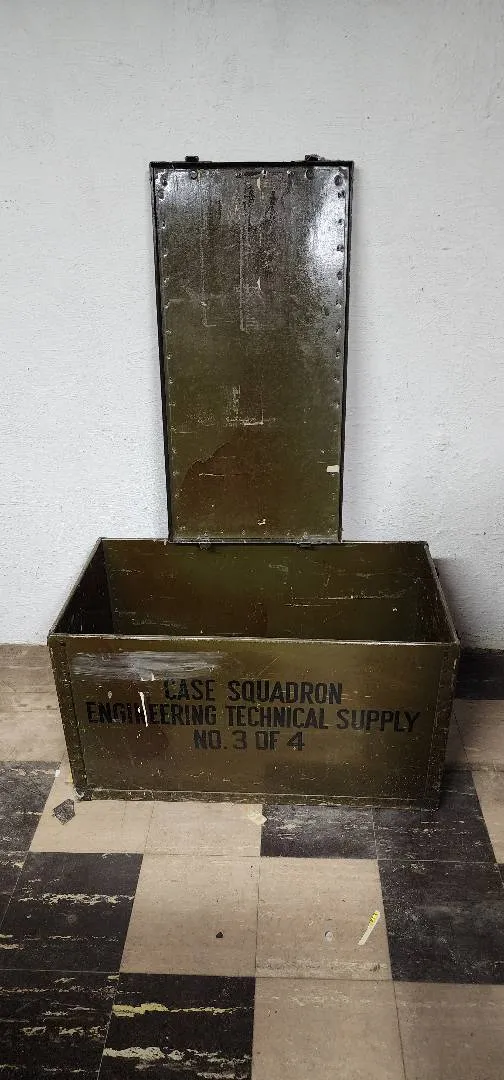 CASE SQUADRON
ENGINEERING TECHNICAL SUPPLY
NO. 3 OF 4